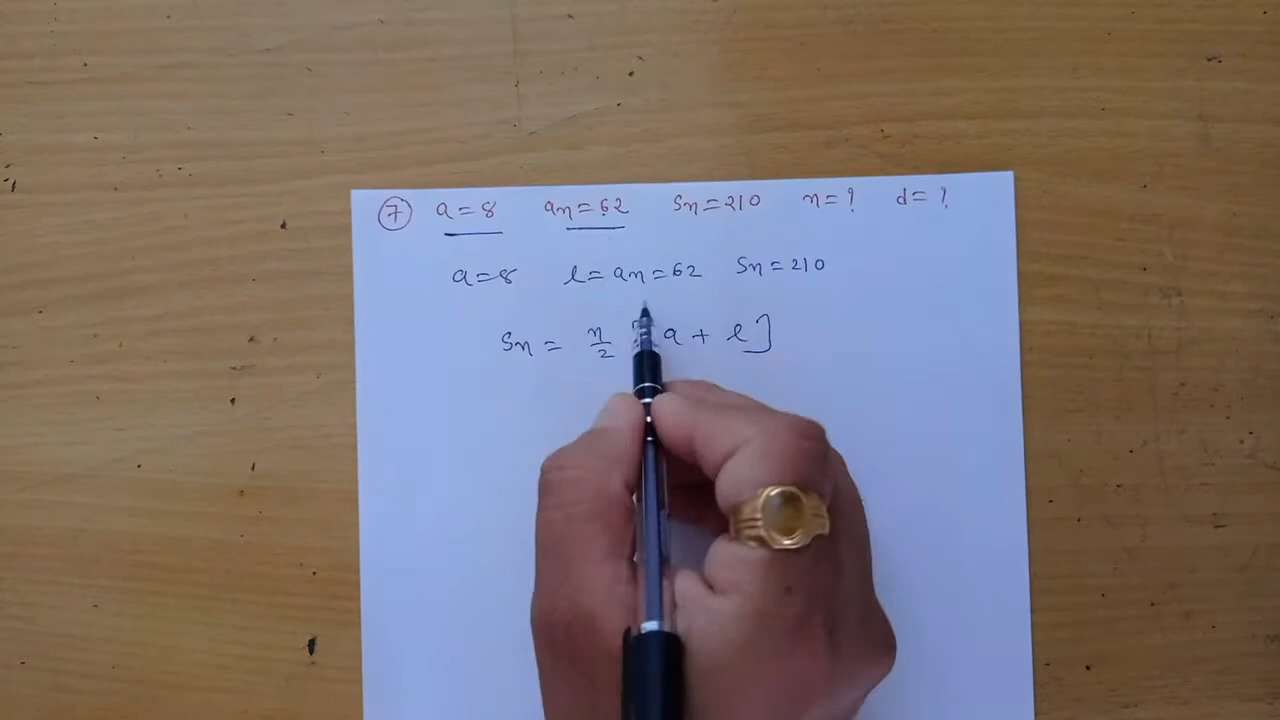 ⑦ a=8 an=62 Sn=210 n=? d=?
a=8 l=an=62 Sn=210
Sn = n/2 [a + l]